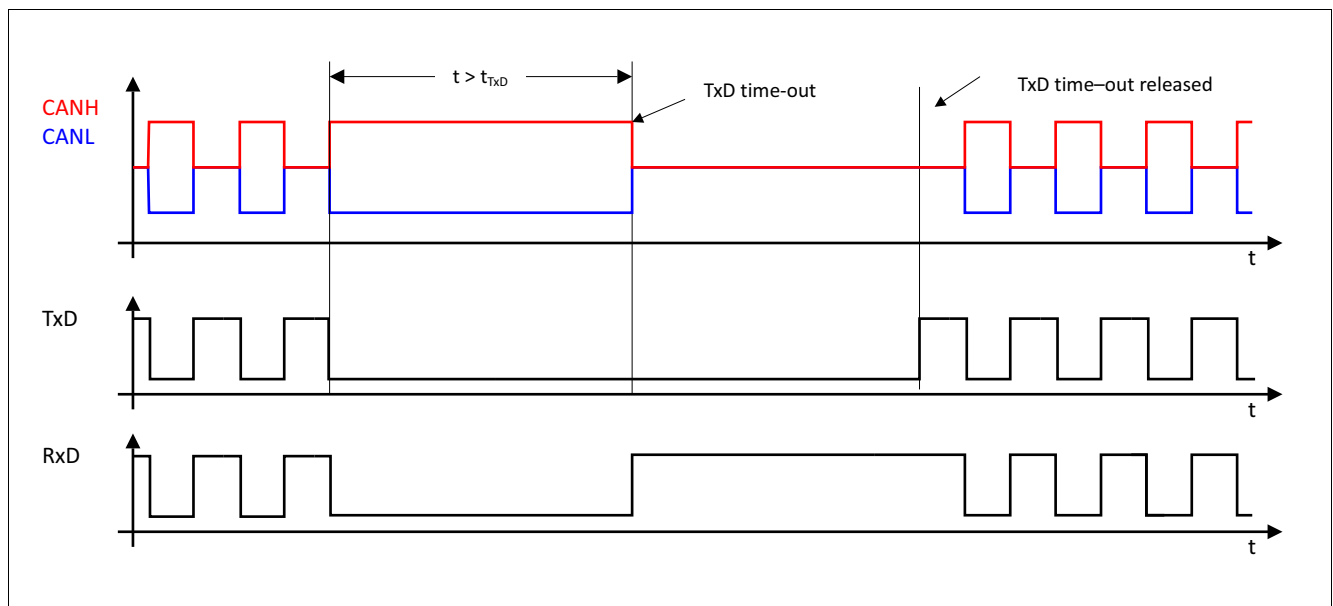 t > tTxD
TxD time-out
TxD time–out released
CANH
CANL
t
TxD
t
RxD
t